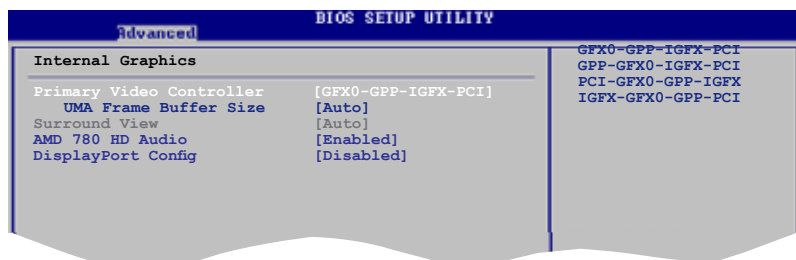 BIOS SETUP UTILITY
Advanced
Internal Graphics
Primary Video Controller [GFX0-GPP-IGFX-PCI]
UMA Frame Buffer Size [Auto]
Surround View [Auto]
AMD 780 HD Audio [Enabled]
DisplayPort Config [Disabled]
GFX0-GPP-IGFX-PCI
GPP-GFX0-IGFX-PCI
PCI-GFX0-GPP-IGFX
IGFX-GFX0-GPP-PCI